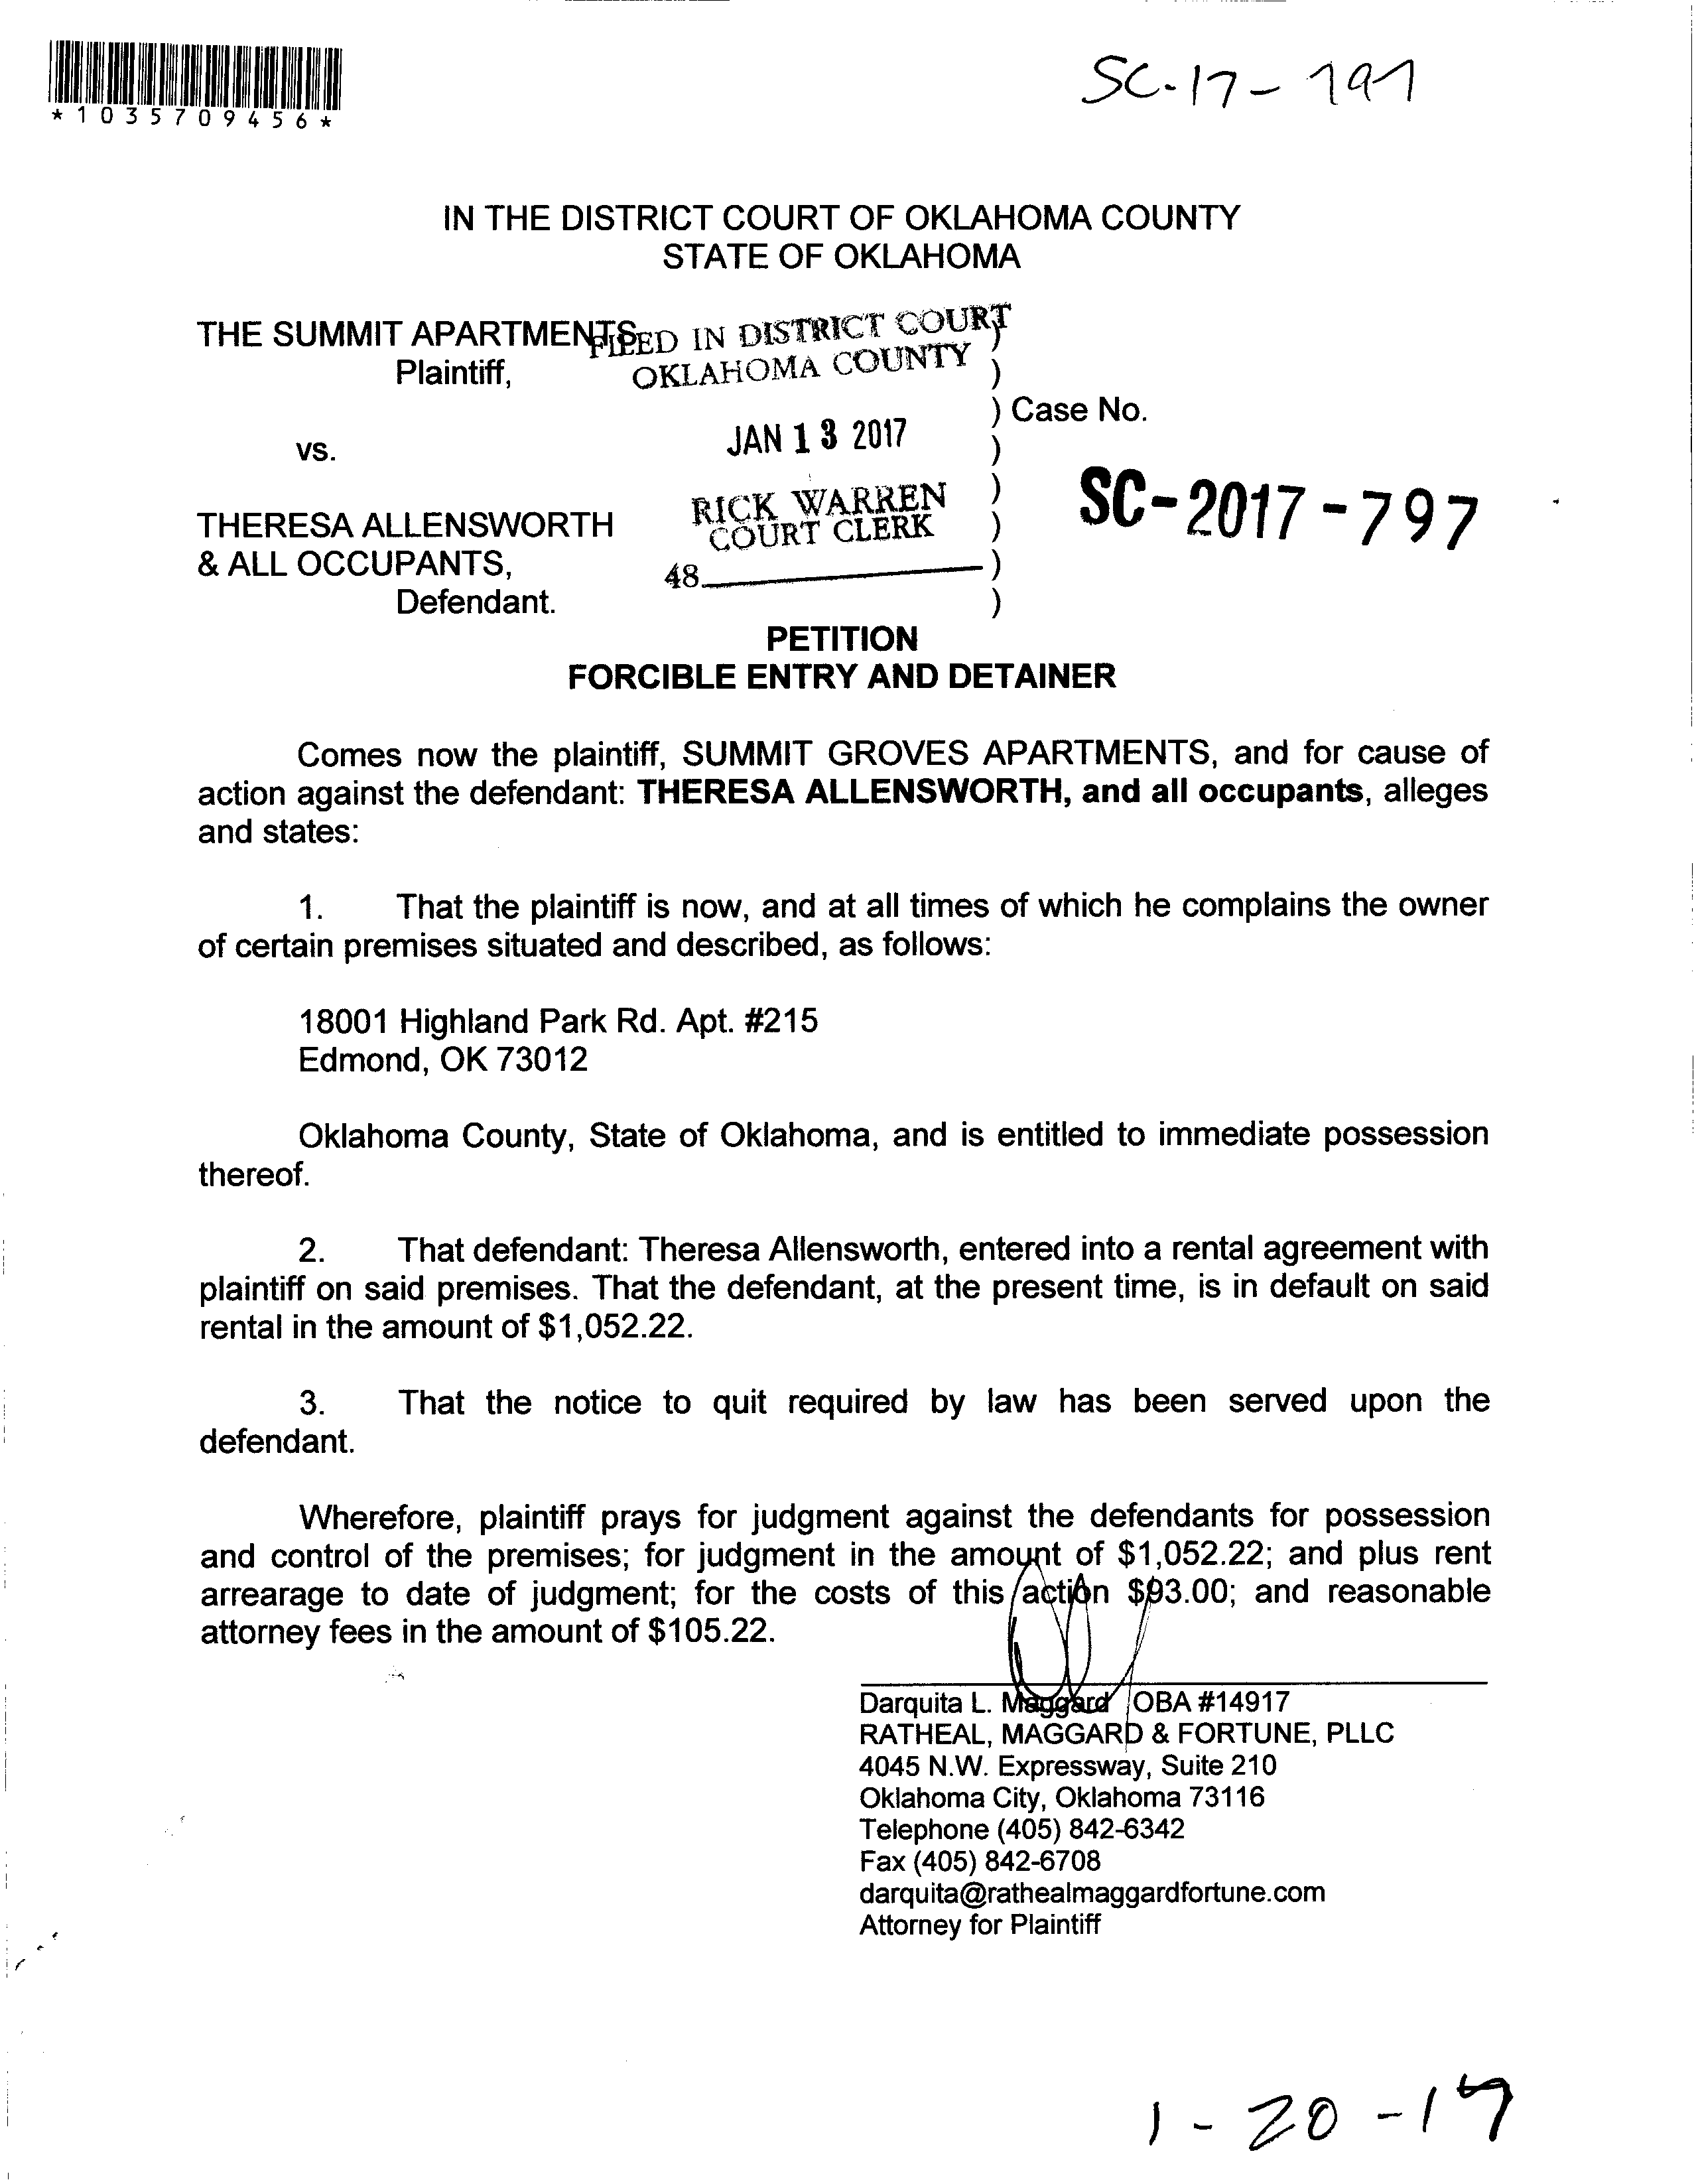 *1035709456*
SC-17-797
IN THE DISTRICT COURT OF OKLAHOMA COUNTY
STATE OF OKLAHOMA
THE SUMMIT APARTMENTS
FILED IN DISTRICT COURT )
Plaintiff,
OKLAHOMA COUNTY )
) Case No.
vs.
JAN 13 2017 )
RICK WARREN )
SC-2017-797
THERESA ALLENSWORTH
COURT CLERK )
& ALL OCCUPANTS,
48 )
Defendant. )
PETITION
FORCIBLE ENTRY AND DETAINER
Comes now the plaintiff, SUMMIT GROVES APARTMENTS, and for cause of
action against the defendant: THERESA ALLENSWORTH, and all occupants, alleges
and states:
1. That the plaintiff is now, and at all times of which he complains the owner
of certain premises situated and described, as follows:
18001 Highland Park Rd. Apt. #215
Edmond, OK 73012
Oklahoma County, State of Oklahoma, and is entitled to immediate possession
thereof.
2. That defendant: Theresa Allensworth, entered into a rental agreement with
plaintiff on said premises. That the defendant, at the present time, is in default on said
rental in the amount of $1,052.22.
3. That the notice to quit required by law has been served upon the
defendant.
Wherefore, plaintiff prays for judgment against the defendants for possession
and control of the premises; for judgment in the amount of $1,052.22; and plus rent
arrearage to date of judgment; for the costs of this action $93.00; and reasonable
attorney fees in the amount of $105.22.
Darquita L. Maggard OBA #14917
RATHEAL, MAGGARD & FORTUNE, PLLC
4045 N.W. Expressway, Suite 210
Oklahoma City, Oklahoma 73116
Telephone (405) 842-6342
Fax (405) 842-6708
darquita@rathealmaggardfortune.com
Attorney for Plaintiff
1-20-17